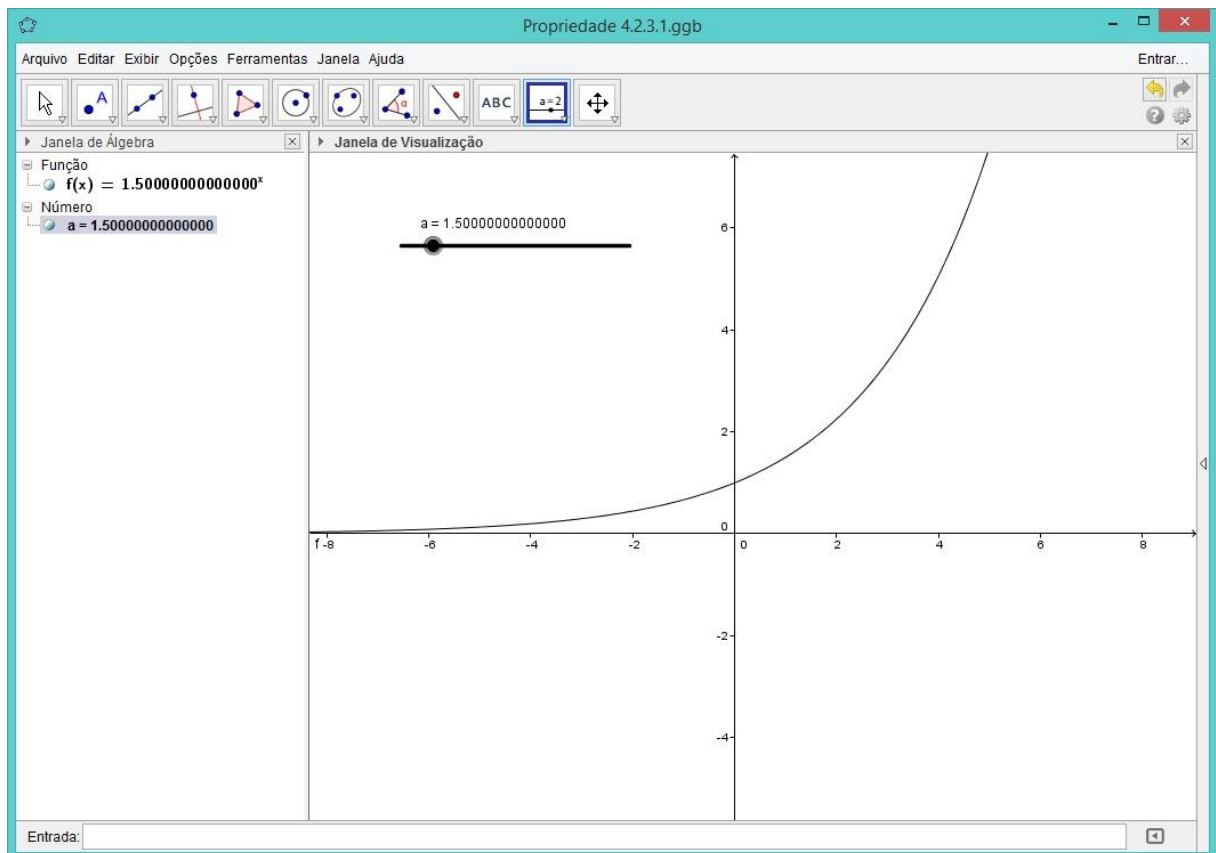 Propriedade 4.2.3.1.ggb
Arquivo Editar Exibir Opções Ferramentas Janela Ajuda
Entrar...
A
α
ABC
a=2
Janela de Álgebra
Janela de Visualização
Função
f(x) = 1.50000000000000ˣ
Número
a = 1.50000000000000
a = 1.50000000000000
6
4
2
0
f -8 -6 -4 -2 0 2 4 6 8
-2
-4
Entrada: